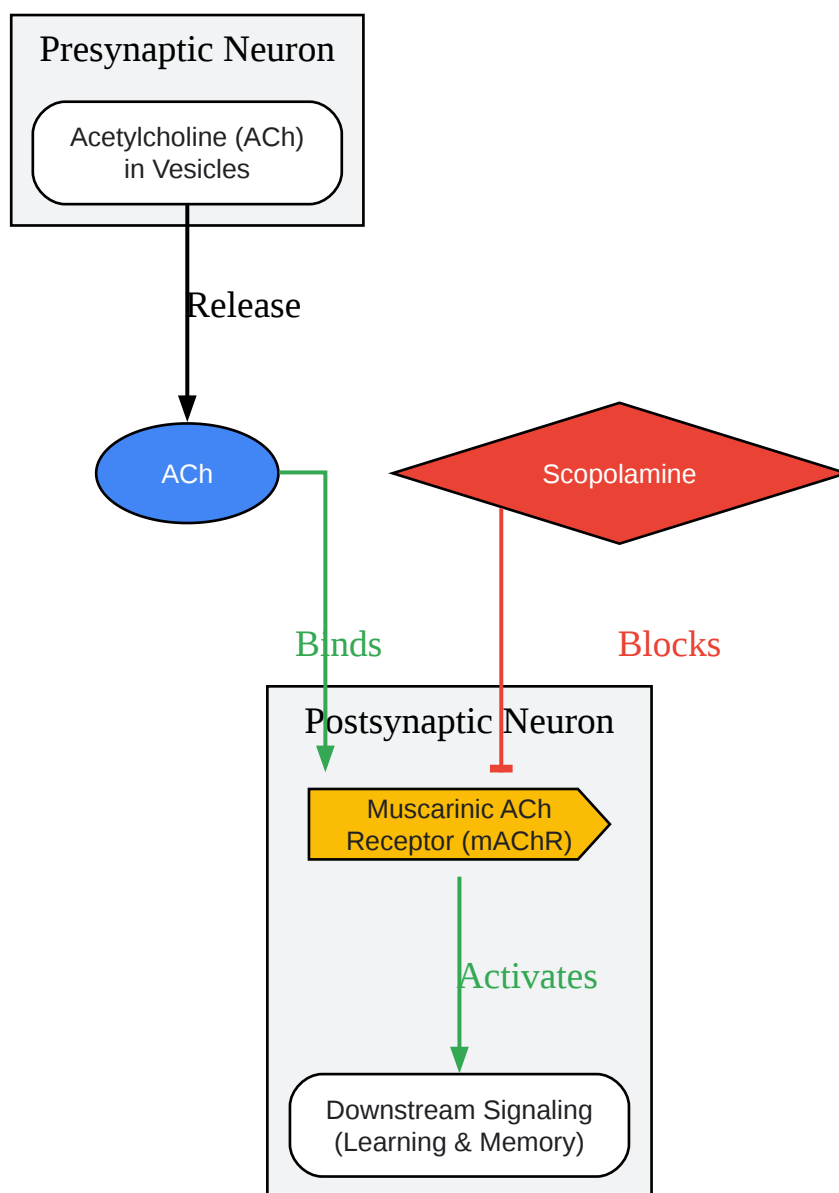 Presynaptic Neuron
Acetylcholine (ACh)
in Vesicles
Release
ACh
Scopolamine
Binds
Blocks
Postsynaptic Neuron
Muscarinic ACh
Receptor (mAChR)
Activates
Downstream Signaling
(Learning & Memory)